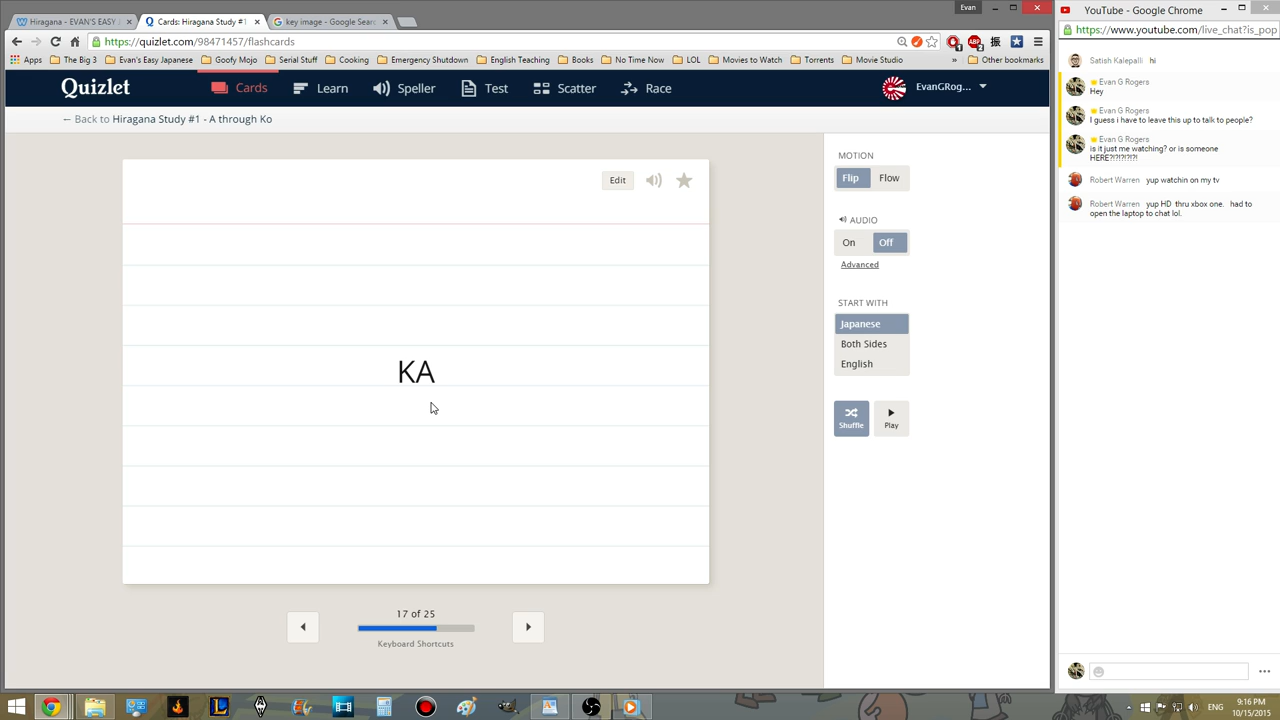 Evan
Hiragana - EVAN'S EASY J
Cards: Hiragana Study #1
key image - Google Searc
https://quizlet.com/98471457/flashcards
Apps
The Big 3
Evan's Easy Japanese
Goofy Mojo
Serial Stuff
Cooking
Emergency Shutdown
English Teaching
Books
No Time Now
LOL
Movies to Watch
Torrents
Movie Studio
»
Other bookmarks
Quizlet
Cards
Learn
Speller
Test
Scatter
Race
EvanGRog...
← Back to Hiragana Study #1 - A through Ko
Edit
KA
17 of 25
Keyboard Shortcuts
MOTION
Flip
Flow
AUDIO
On
Off
Advanced
START WITH
Japanese
Both Sides
English
Shuffle
Play
YouTube - Google Chrome
https://www.youtube.com/live_chat?is_pop
Satish Kalepalli hi
Evan G Rogers
Hey
Evan G Rogers
I guess i have to leave this up to talk to people?
Evan G Rogers
is it just me watching? or is someone
HERE?!?!?!?!?!
Robert Warren yup watchin on my tv
Robert Warren yup HD thru xbox one. had to
open the laptop to chat lol.
ENG
9:16 PM
10/15/2015